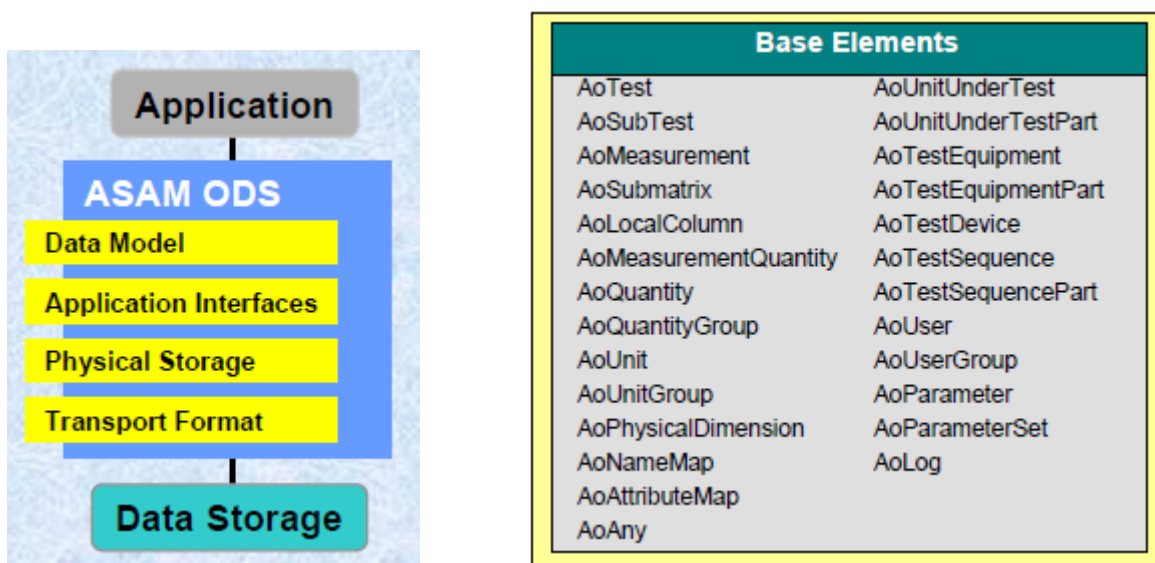 Application
ASAM ODS
Data Model
Application Interfaces
Physical Storage
Transport Format
Data Storage
Base Elements
AoTest
AoSubTest
AoMeasurement
AoSubmatrix
AoLocalColumn
AoMeasurementQuantity
AoQuantity
AoQuantityGroup
AoUnit
AoUnitGroup
AoPhysicalDimension
AoNameMap
AoAttributeMap
AoAny
AoUnitUnderTest
AoUnitUnderTestPart
AoTestEquipment
AoTestEquipmentPart
AoTestDevice
AoTestSequence
AoTestSequencePart
AoUser
AoUserGroup
AoParameter
AoParameterSet
AoLog